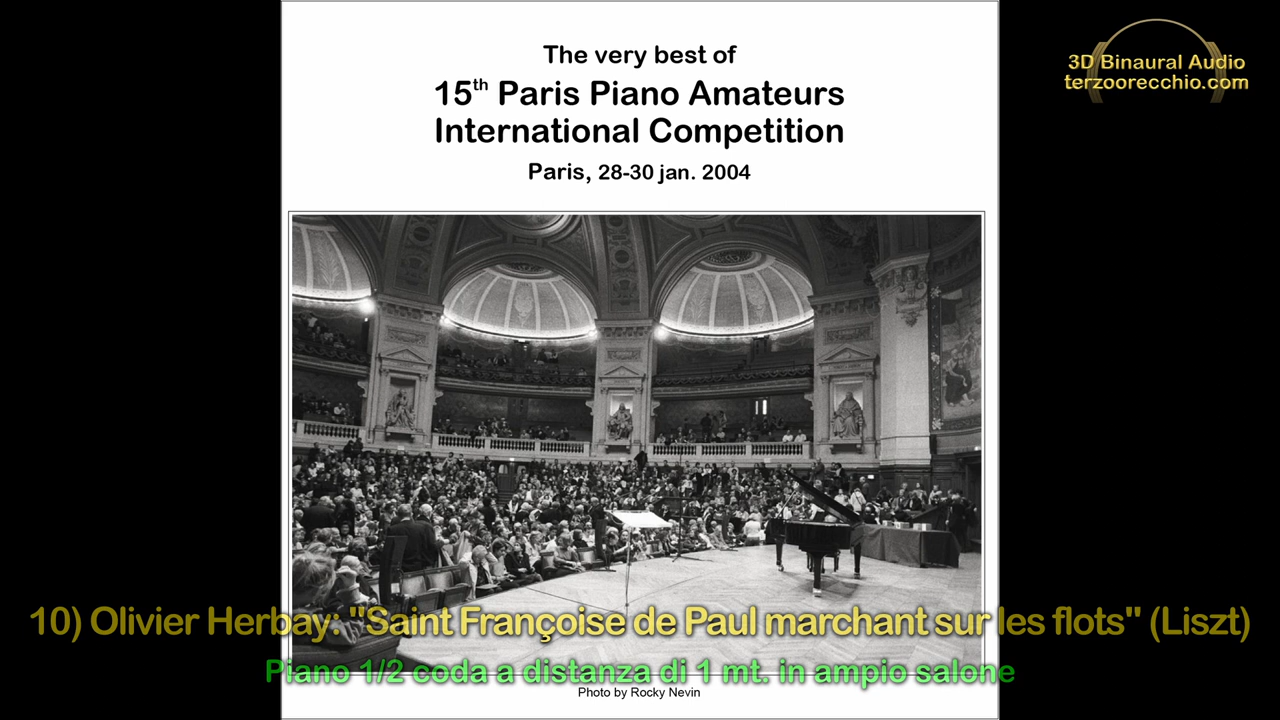 The very best of
15th Paris Piano Amateurs
International Competition
Paris, 28-30 jan. 2004
3D Binaural Audio
terzoorecchio.com
10) Olivier Herbay: "Saint Françoise de Paul marchant sur les flots" (Liszt)
Piano 1/2 coda a distanza di 1 mt. in ampio salone
Photo by Rocky Nevin